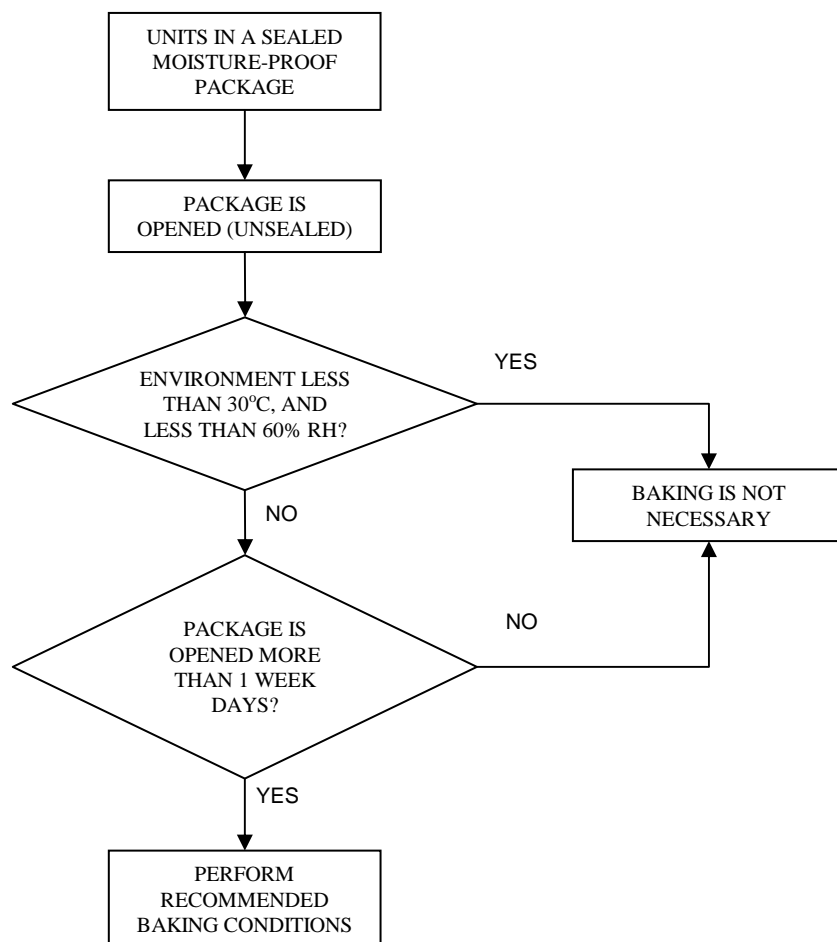 UNITS IN A SEALED
MOISTURE-PROOF
PACKAGE
PACKAGE IS
OPENED (UNSEALED)
ENVIRONMENT LESS
THAN 30oC, AND
LESS THAN 60% RH?
YES
BAKING IS NOT
NECESSARY
NO
PACKAGE IS
OPENED MORE
THAN 1 WEEK
DAYS?
NO
YES
PERFORM
RECOMMENDED
BAKING CONDITIONS